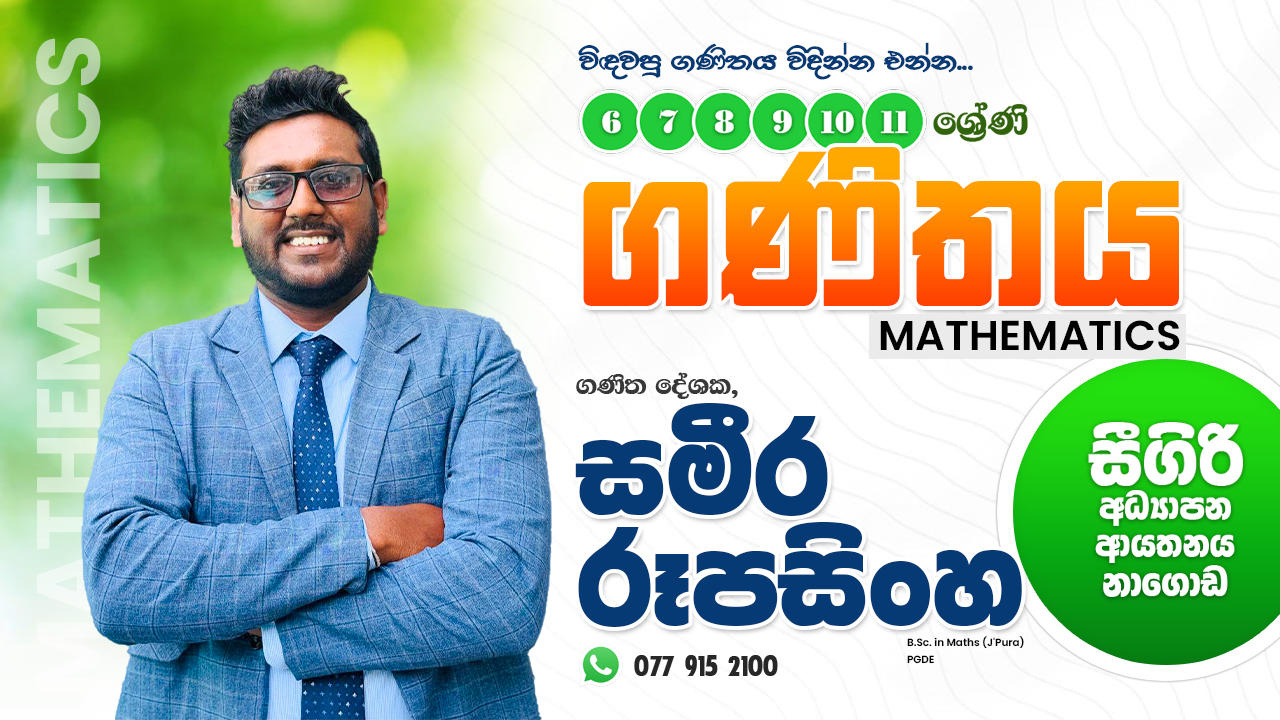 MATHEMATICS
විඳවපු ගණිතය විදින්න එන්න...
6 7 8 9 10 11 ශ්‍රේණි
ගණිතය
MATHEMATICS
ගණිත දේශක,
සමීර
රූපසිංහ
B.Sc. in Maths (J'Pura)
PGDE
077 915 2100
සීගිරි
අධ්‍යාපන
ආයතනය
නාගොඩ